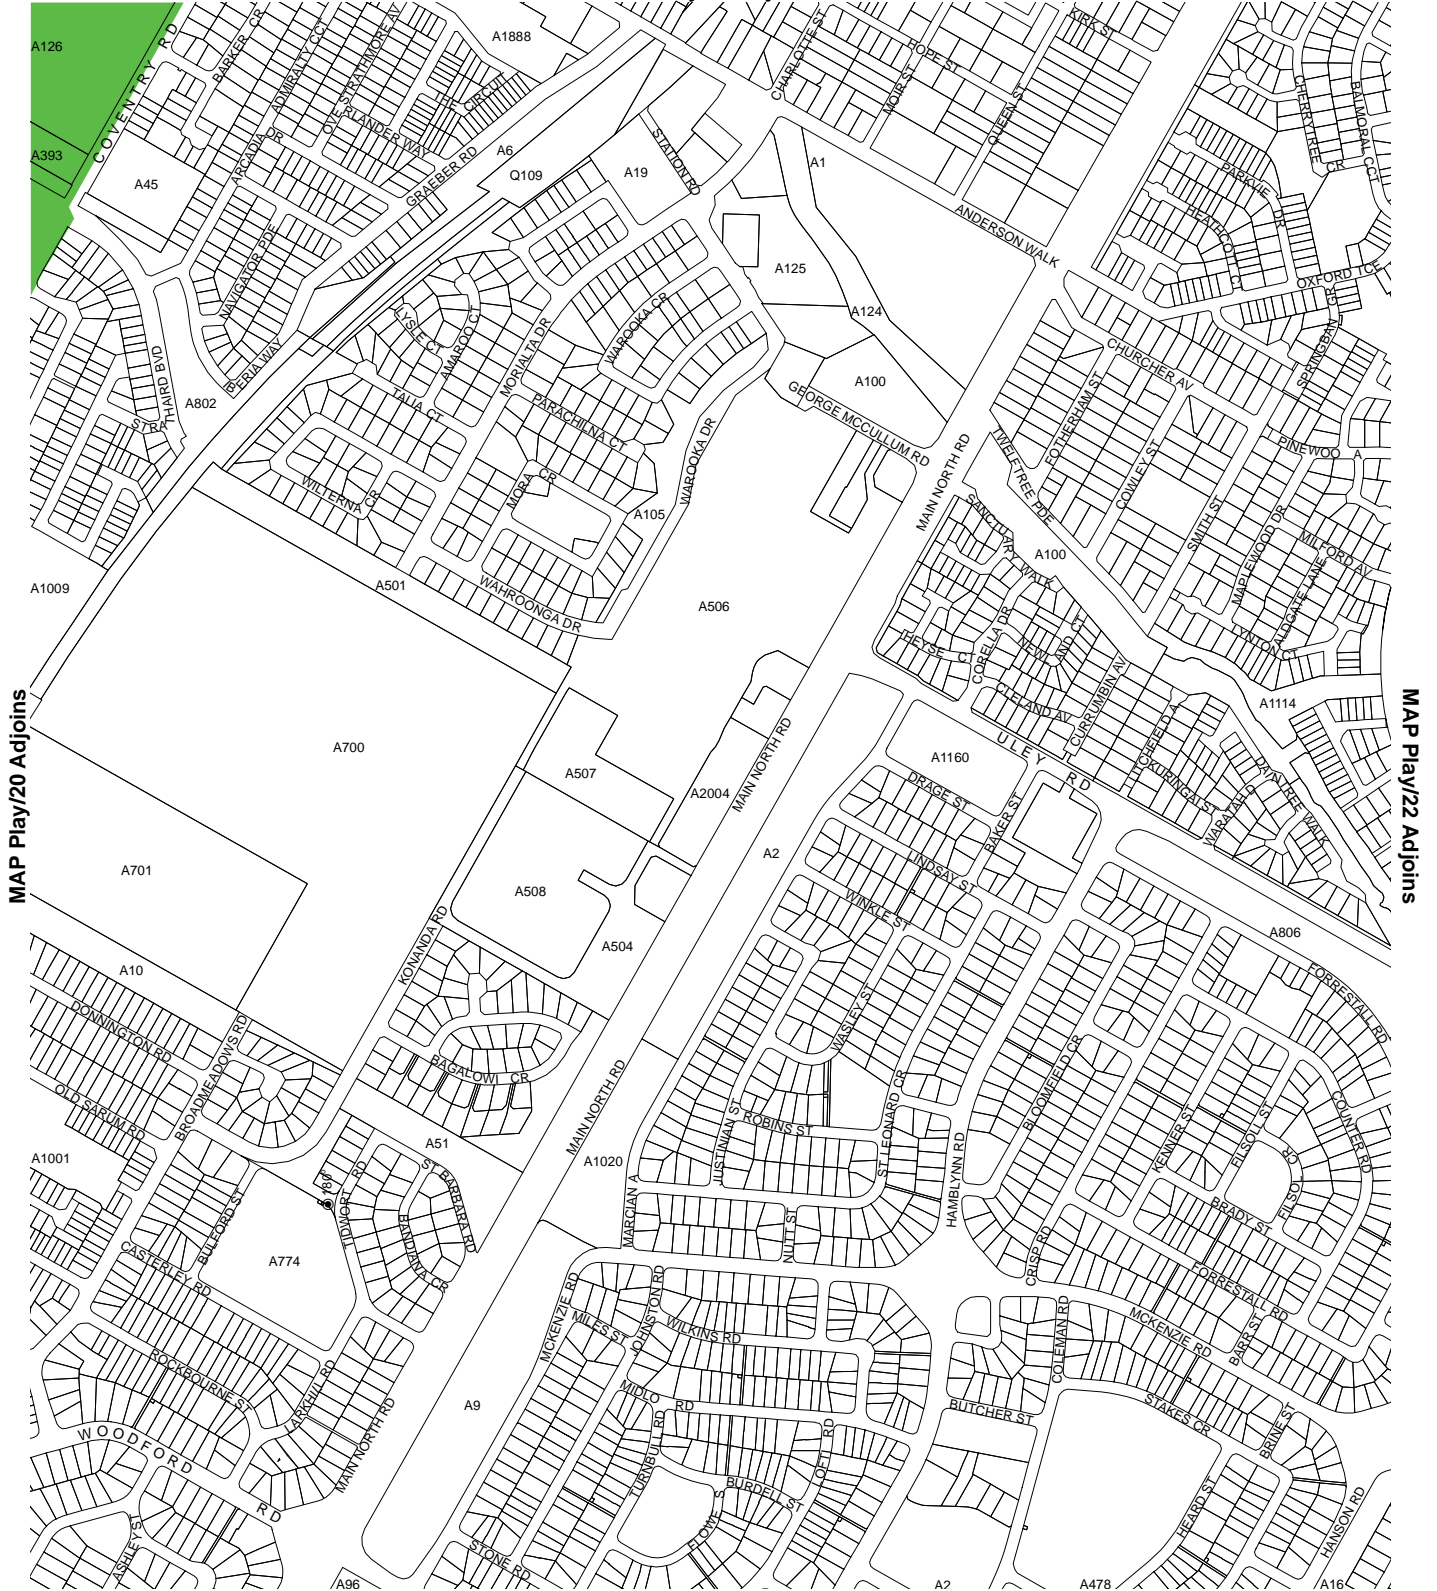 A126
COVENTRY RD
BARKER CR
ADMIRALTY CCT
STRATHMORE AV
A1888
THE CIRCUIT
CHARLOTTE ST
HOPE ST
MOIR ST
QUEEN ST
KIRK ST
CHERRYTREE
CR
BALMORAL CCT
A393
A45
ARCADIA
DR
RLANDER WAY
GRAEBER RD
A6
Q109
A19
STATION RD
A1
ANDERSON WALK
PARKVIE
DR
HEATHCOTE CT
OXFORD TCE
NAVIGATOR PDE
A125
A124
LYSLE CT
AMAROO CT
MORIALTA DR
WAROOKA CR
CHURCHER AV
STRA
THAIRD BVD
A802
TALIA CT
PARACHILNA CT
A100
GEORGE MCCULLUM RD
MAIN NORTH RD
TWELFTREE PDE
FOTHERHAM ST
COWLEY ST
SMITH ST
PINEWOO
A
WILTERNA
CR
MORA
CR
A105
WAROOKA DR
SANCTUARY WALK
A100
MAPLEWOOD DR
MILFORD AV
ALDGATE LANE
LYNTON CT
A1009
A501
WAHROONGA DR
A506
HEYSE
CT
CORELLA DR
NEWL
AND CT
CLELAND AV
CURRUMBIN AV
A1114
MAP Play/20 Adjoins
MAP Play/22 Adjoins
A700
A507
A2004
MAIN NORTH RD
A1160
ULEY RD
DRAGE ST
BAKER ST
LITCHFIELD A
KURINGAI ST
WARATAH D
DAINTREE WALK
A701
A508
A2
LINDSAY ST
WINKLE ST
A806
FORRESTALL RD
A10
KONANDA RD
A504
DONNINGTON RD
BROADMEADOWS RD
OLD SARUM RD
BAGALOWI
CR
MAIN NORTH RD
WASLEY ST
BLOOMFIELD CR
COUNTER RD
A1001
A51
A1020
JUSTINIAN ST
ROBINS ST
ST LEONARD CR
HAMBLYNN RD
KENNER ST
FILSOLL ST
FILSOL
CR
180
TIDWORT
RD
ST BARBARA RD
BANDIANA CR
BULFORD ST
A774
MARCIAN A
NUTT ST
CRISP RD
BRADY ST
FORRESTALL RD
CASTERLEY RD
ROCKBOURNE ST
LARKHILL RD
MAIN NORTH RD
MCKENZIE RD
MILES ST
JOHNSTON RD
WILKINS RD
COLEMAN RD
MCKENZIE RD
BARR ST
WOODFORD
RD
A9
MIDLO
RD
TURNBULL RD
BUTCHER ST
STAKES CR
BRINE ST
BURDELL ST
HEARD ST
HANSON RD
ASHLEY ST
STONE RD
A96
A2
A478
A16